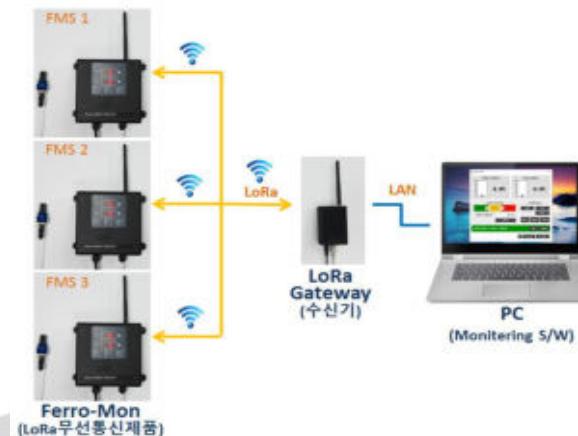 FMS 1
FMS 2
FMS 3
LoRa
LAN
LoRa
Gateway
(수신기)
PC
(Monitering S/W)
Ferro-Mon
(LoRa무선통신제품)